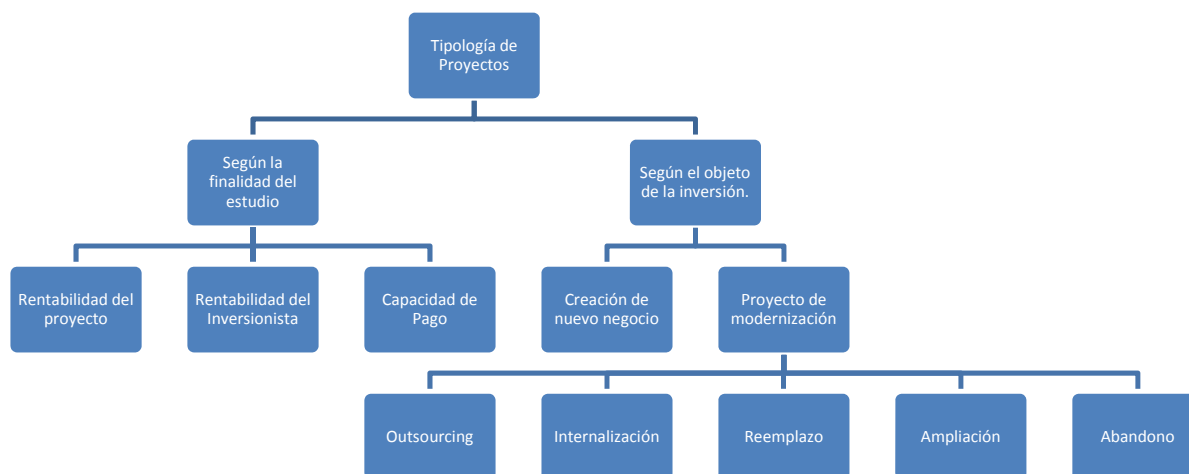 Tipología de
Proyectos
Según la
finalidad del
estudio
Según el objeto
de la inversión.
Rentabilidad del
proyecto
Rentabilidad del
Inversionista
Capacidad de
Pago
Creación de
nuevo negocio
Proyecto de
modernización
Outsourcing
Internalización
Reemplazo
Ampliación
Abandono